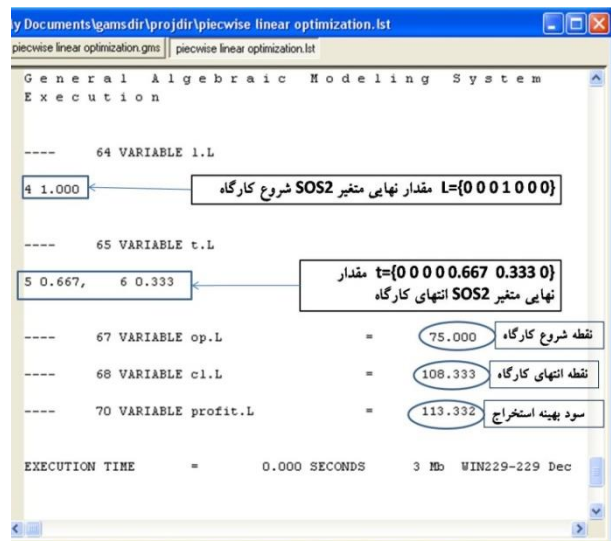 y Documents\gamsdir\projdir\piecwise linear optimization.lst
piecwise linear optimization.gms piecwise linear optimization.lst
G e n e r a l   A l g e b r a i c   M o d e l i n g   S y s t e m
E x e c u t i o n
---- 64 VARIABLE l.L
4 1.000
L={0 0 0 1 0 0 0} مقدار نهایی متغیر SOS2 شروع کارگاه
---- 65 VARIABLE t.L
5 0.667, 6 0.333
t={0 0 0 0 0.667 0.333 0} مقدار
نهایی متغیر SOS2 انتهای کارگاه
---- 67 VARIABLE op.L = 75.000 نقطه شروع کارگاه
---- 68 VARIABLE cl.L = 108.333 نقطه انتهای کارگاه
---- 70 VARIABLE profit.L = 113.332 سود بهینه استخراج
EXECUTION TIME = 0.000 SECONDS 3 Mb WIN229-229 Dec